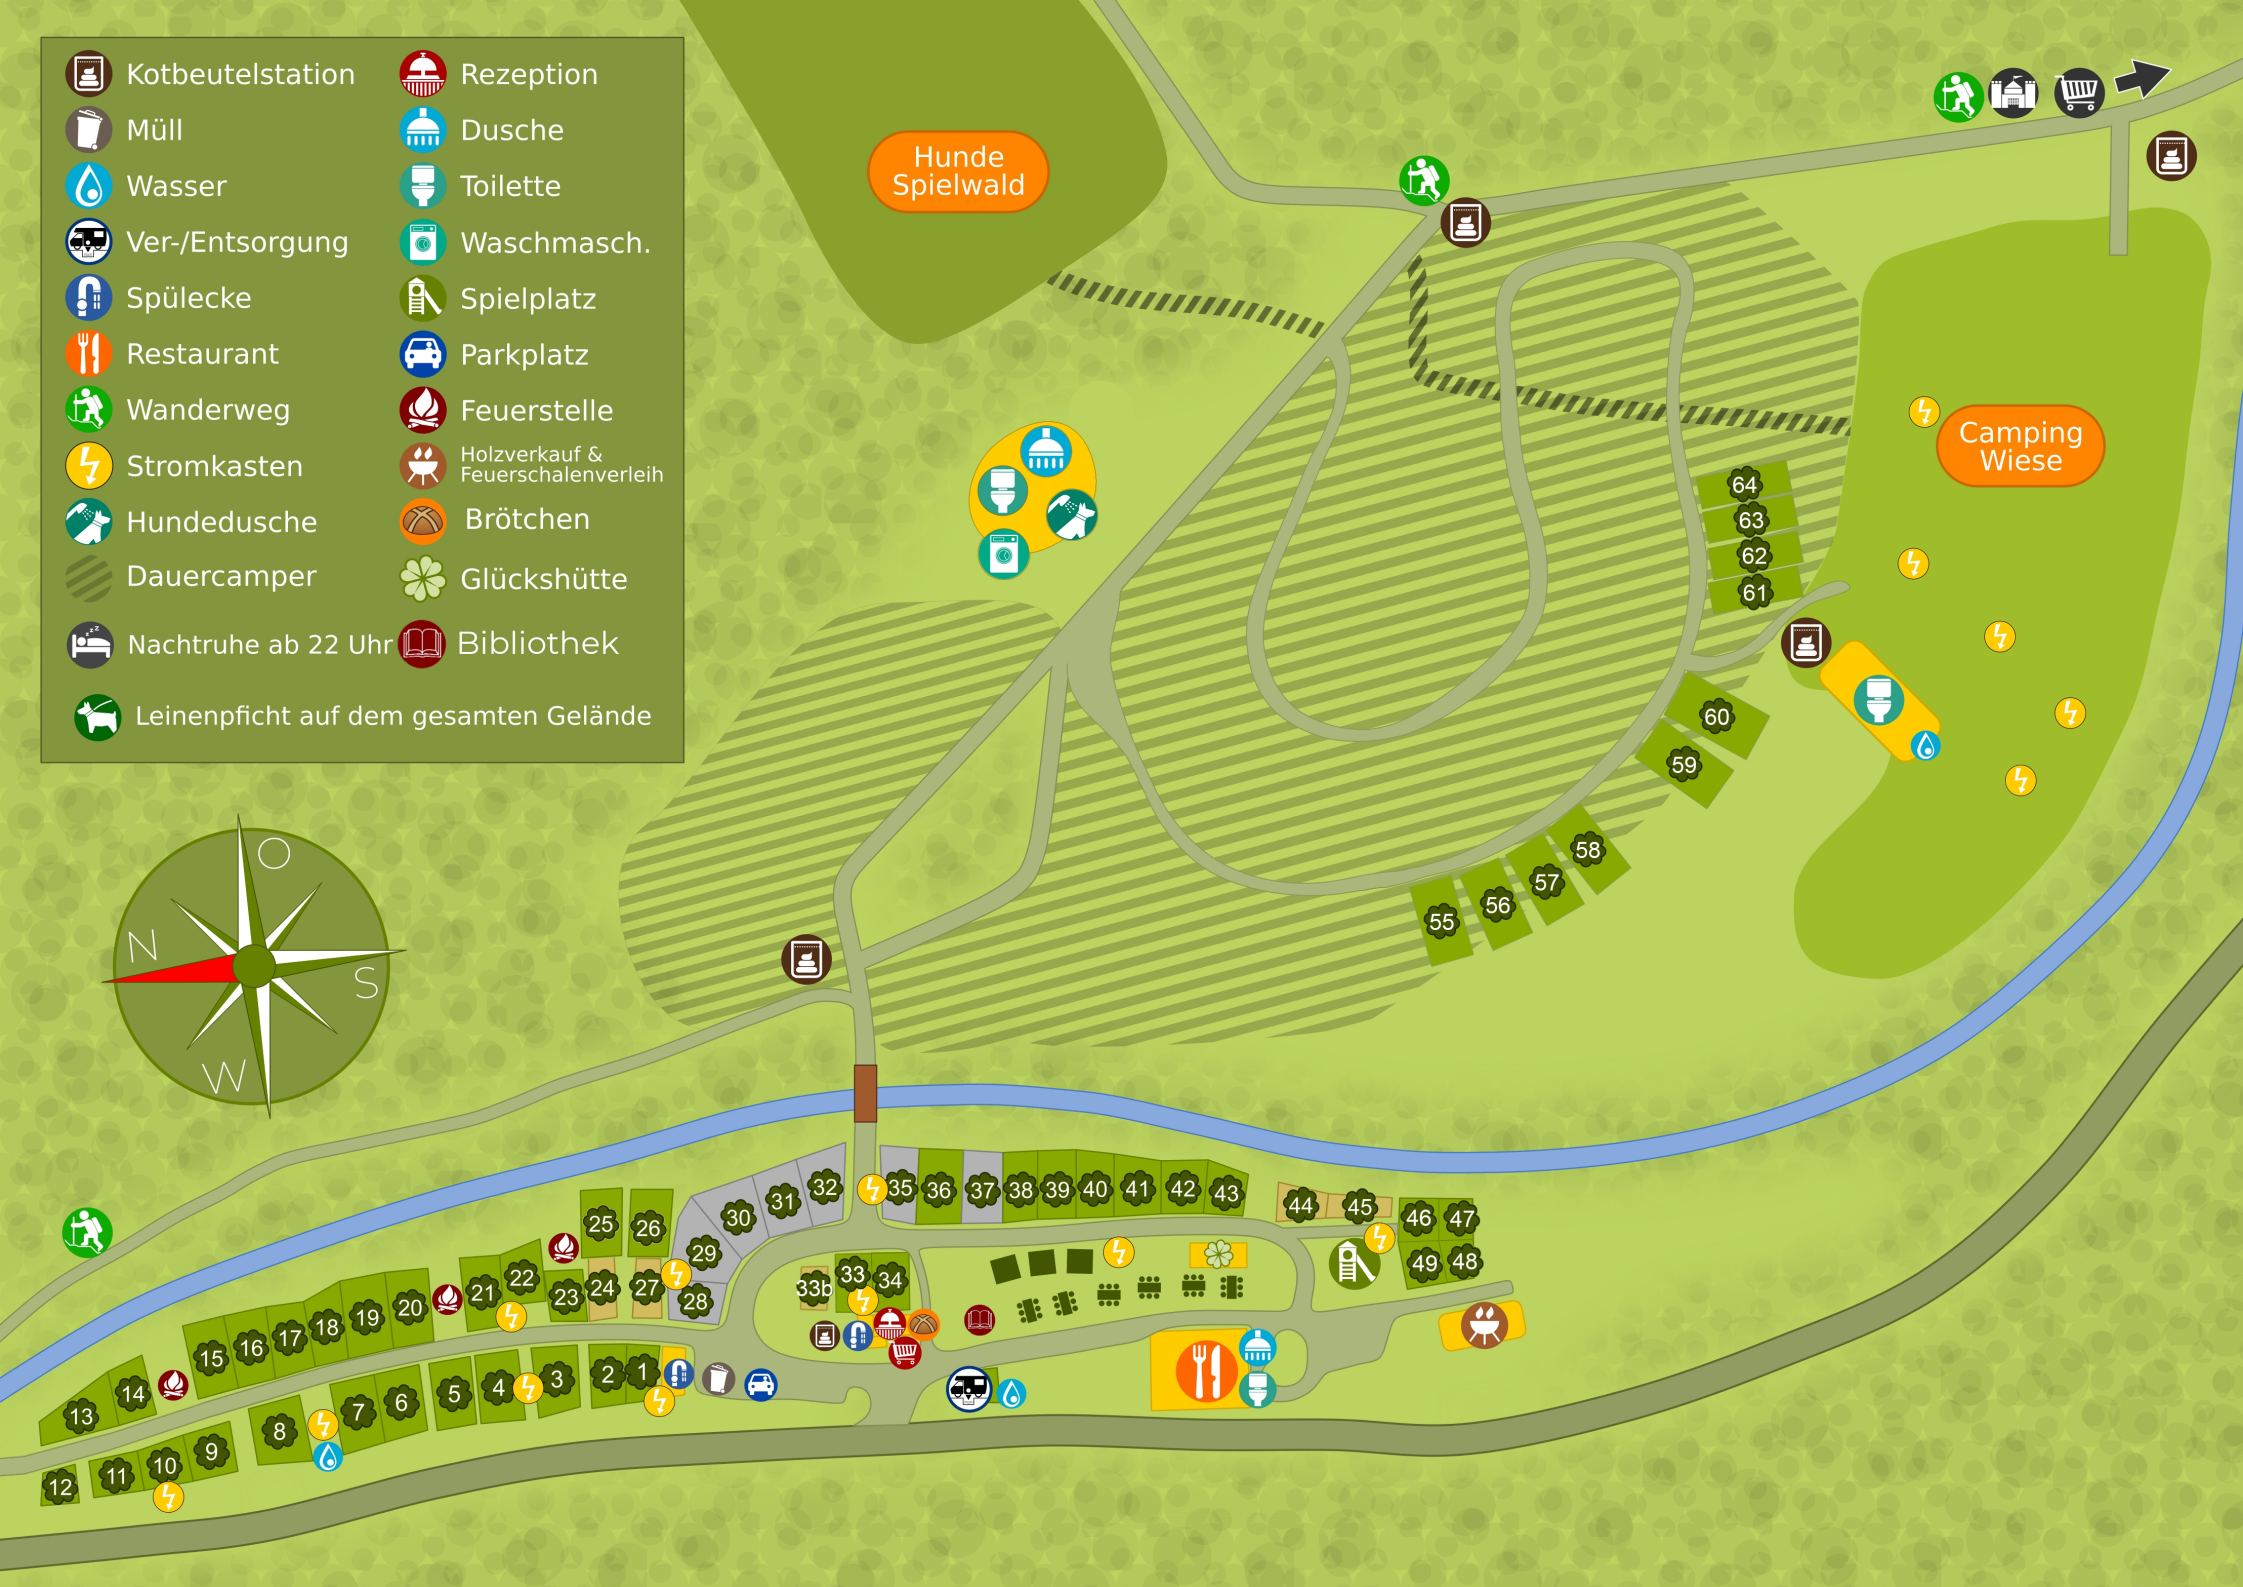 Kotbeutelstation
Rezeption
Müll
Dusche
Wasser
Toilette
Ver-/Entsorgung
Waschmasch.
Spülecke
Spielplatz
Restaurant
Parkplatz
Wanderweg
Feuerstelle
Stromkasten
Holzverkauf &
Feuerschalenverleih
Hundedusche
Brötchen
Dauercamper
Glückshütte
Nachtruhe ab 22 Uhr
Bibliothek
Leinenpflicht auf dem gesamten Gelände
Hunde
Spielwald
Camping
Wiese
O
N
S
W
64
63
62
61
60
59
58
57
56
55
32
31
30
29
28
35
36
37
38
39
40
41
42
43
44
45
46
47
49
48
25
26
24
27
23
22
21
20
19
18
17
16
15
14
13
33b
33
34
1
2
3
4
5
6
7
8
9
10
11
12